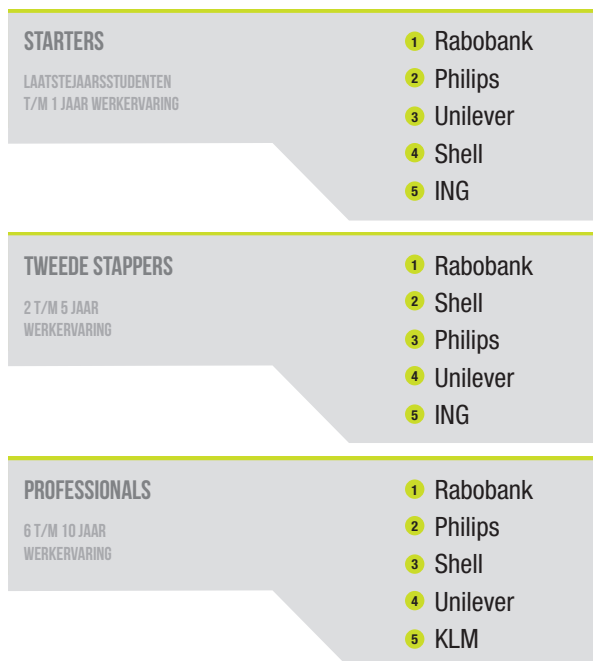 STARTERS
LAATSTEJAARSSTUDENTEN
T/M 1 JAAR WERKERVARING
1 Rabobank
2 Philips
3 Unilever
4 Shell
5 ING
TWEEDE STAPPERS
2 T/M 5 JAAR
WERKERVARING
1 Rabobank
2 Shell
3 Philips
4 Unilever
5 ING
PROFESSIONALS
6 T/M 10 JAAR
WERKERVARING
1 Rabobank
2 Philips
3 Shell
4 Unilever
5 KLM